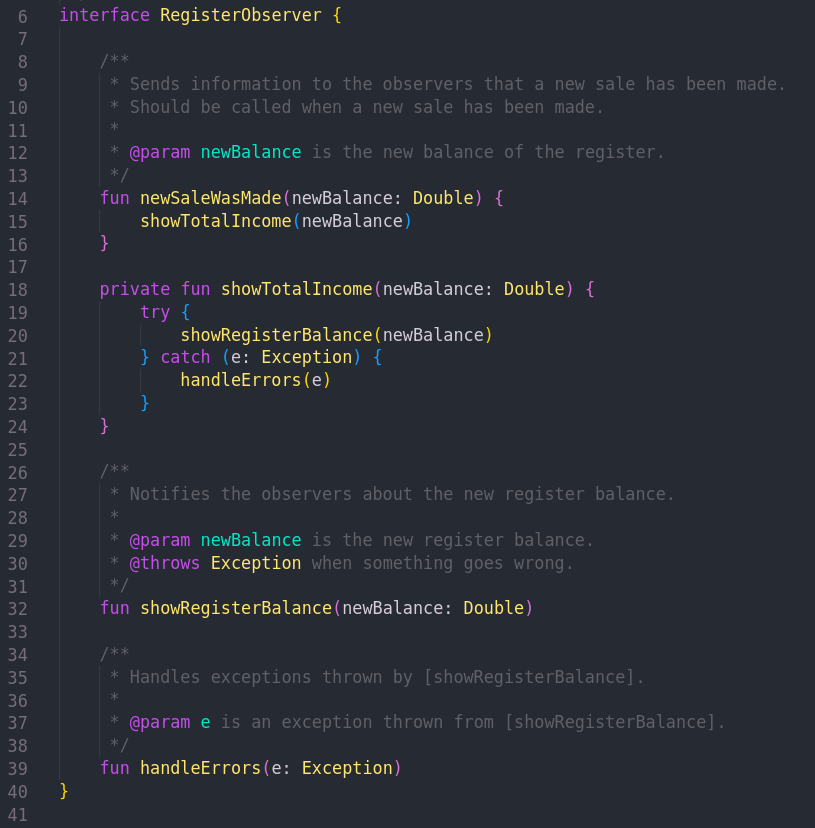 6 interface RegisterObserver {
7
8     /**
9      * Sends information to the observers that a new sale has been made.
10      * Should be called when a new sale has been made.
11      *
12      * @param newBalance is the new balance of the register.
13      */
14     fun newSaleWasMade(newBalance: Double) {
15         showTotalIncome(newBalance)
16     }
17
18     private fun showTotalIncome(newBalance: Double) {
19         try {
20             showRegisterBalance(newBalance)
21         } catch (e: Exception) {
22             handleErrors(e)
23         }
24     }
25
26     /**
27      * Notifies the observers about the new register balance.
28      *
29      * @param newBalance is the new register balance.
30      * @throws Exception when something goes wrong.
31      */
32     fun showRegisterBalance(newBalance: Double)
33
34     /**
35      * Handles exceptions thrown by [showRegisterBalance].
36      *
37      * @param e is an exception thrown from [showRegisterBalance].
38      */
39     fun handleErrors(e: Exception)
40 }
41